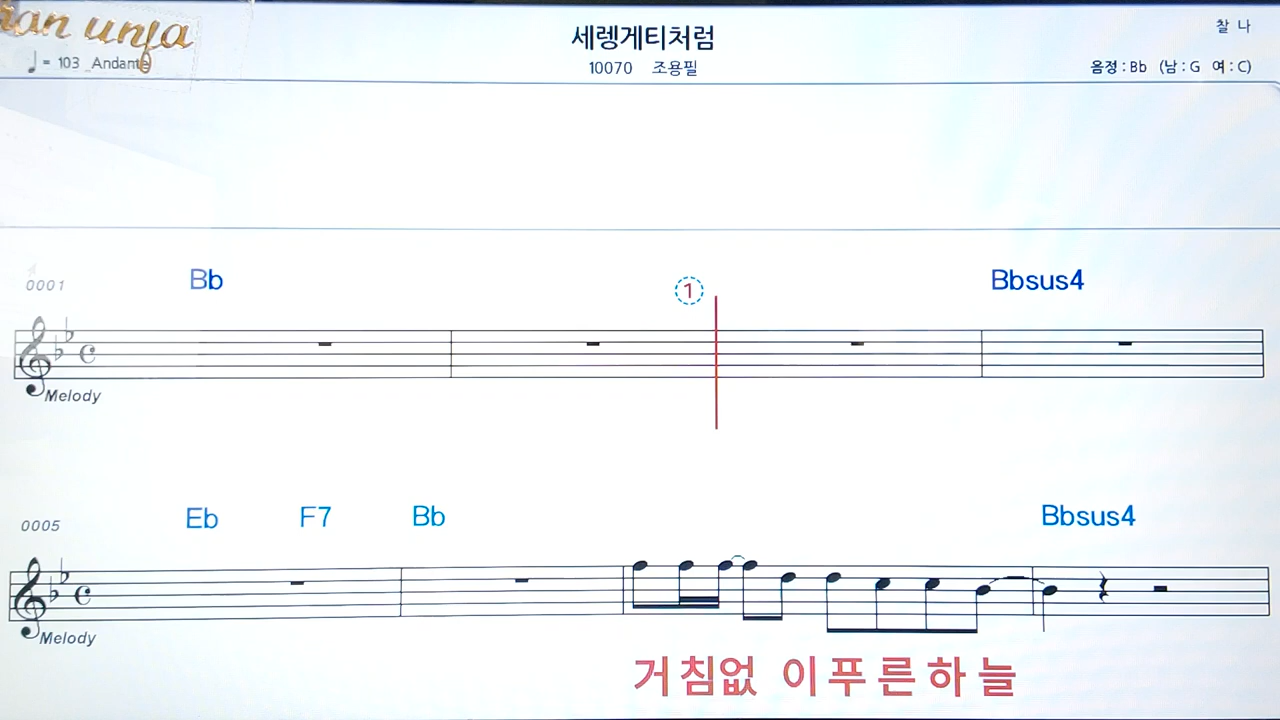 unja
세렝게티처럼
찰 나
♩ = 103 _Andante
10070 조용필
음정 : Bb (남 : G 여 : C)
0001 Bb ① Bbsus4
Melody
0005 Eb F7 Bb Bbsus4
Melody
거 침없 이 푸 른 하 늘